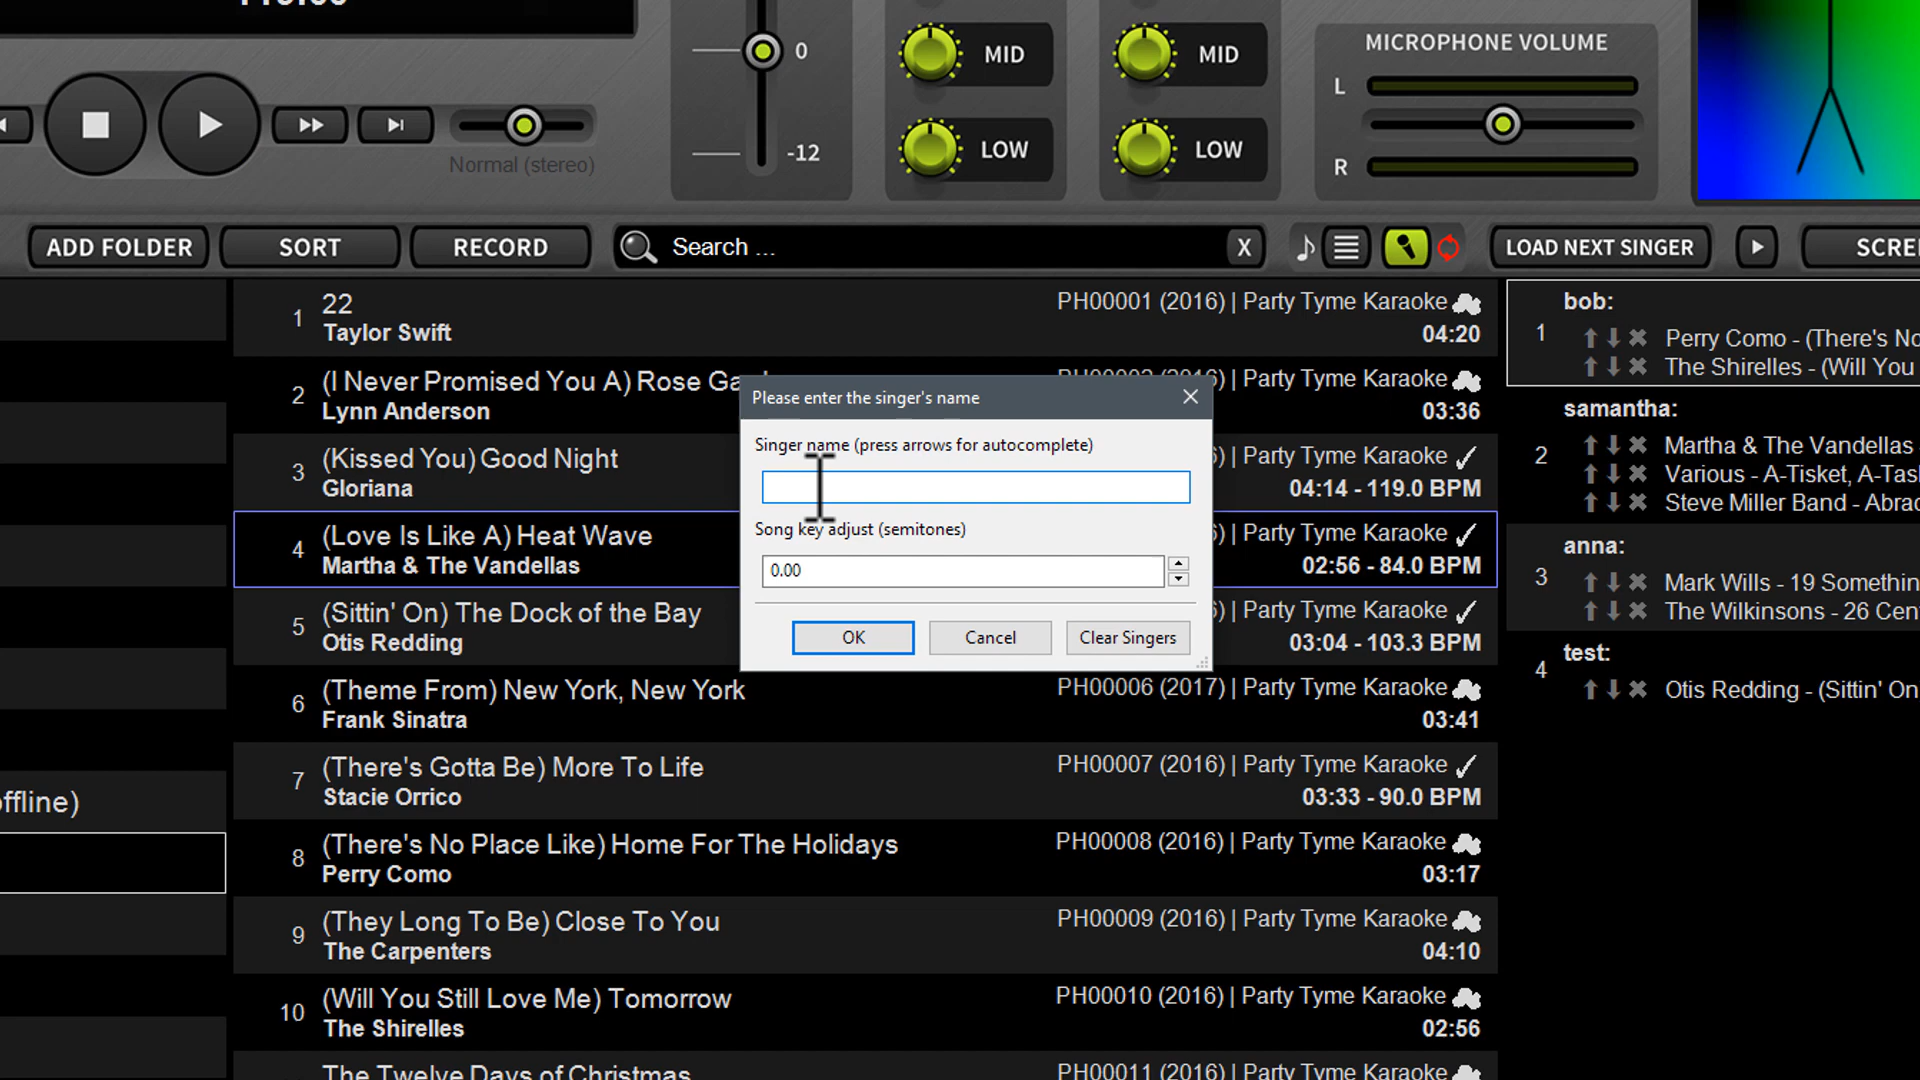 0
-12
Normal (stereo)
MID
LOW
MID
LOW
MICROPHONE VOLUME
L
R
ADD FOLDER
SORT
RECORD
Search ...
X
LOAD NEXT SINGER
SCREE
1
22
Taylor Swift
PH00001 (2016) | Party Tyme Karaoke
04:20
2
(I Never Promised You A) Rose Ga
Lynn Anderson
| Party Tyme Karaoke
03:36
3
(Kissed You) Good Night
Gloriana
6) | Party Tyme Karaoke
04:14 - 119.0 BPM
4
(Love Is Like A) Heat Wave
Martha & The Vandellas
6) | Party Tyme Karaoke
02:56 - 84.0 BPM
5
(Sittin' On) The Dock of the Bay
Otis Redding
6) | Party Tyme Karaoke
03:04 - 103.3 BPM
6
(Theme From) New York, New York
Frank Sinatra
PH00006 (2017) | Party Tyme Karaoke
03:41
7
(There's Gotta Be) More To Life
Stacie Orrico
PH00007 (2016) | Party Tyme Karaoke
03:33 - 90.0 BPM
8
(There's No Place Like) Home For The Holidays
Perry Como
PH00008 (2016) | Party Tyme Karaoke
03:17
9
(They Long To Be) Close To You
The Carpenters
PH00009 (2016) | Party Tyme Karaoke
04:10
10
(Will You Still Love Me) Tomorrow
The Shirelles
PH00010 (2016) | Party Tyme Karaoke
02:56
The Twelve Days of Christmas
PH00011 (2016) | Party Tyme Karaoke
ffline)
Please enter the singer's name
Singer name (press arrows for autocomplete)
Song key adjust (semitones)
0.00
OK
Cancel
Clear Singers
1
bob:
Perry Como - (There's No
The Shirelles - (Will You
2
samantha:
Martha & The Vandellas
Various - A-Tisket, A-Task
Steve Miller Band - Abrac
3
anna:
Mark Wills - 19 Somethin
The Wilkinsons - 26 Cen
4
test:
Otis Redding - (Sittin' On